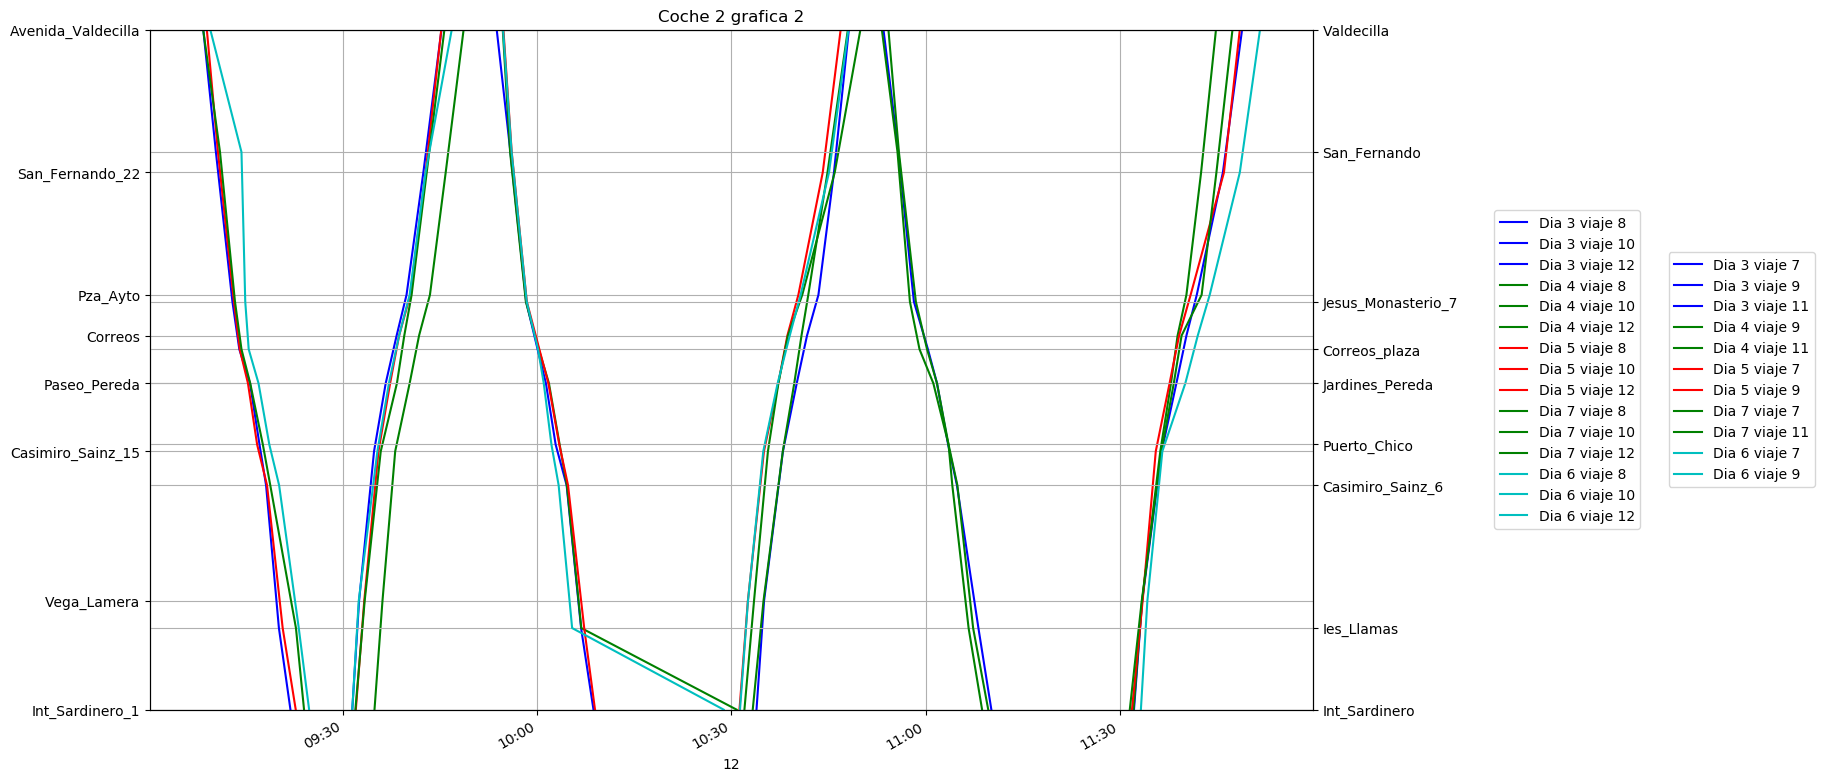 Coche 2 grafica 2
Avenida_Valdecilla
San_Fernando_22
Pza_Ayto
Correos
Paseo_Pereda
Casimiro_Sainz_15
Vega_Lamera
Int_Sardinero_1
Valdecilla
San_Fernando
Jesus_Monasterio_7
Correos_plaza
Jardines_Pereda
Puerto_Chico
Casimiro_Sainz_6
Ies_Llamas
Int_Sardinero
09:30
10:00
10:30
11:00
11:30
12
Dia 3 viaje 8
Dia 3 viaje 10
Dia 3 viaje 12
Dia 4 viaje 8
Dia 4 viaje 10
Dia 4 viaje 12
Dia 5 viaje 8
Dia 5 viaje 10
Dia 5 viaje 12
Dia 7 viaje 8
Dia 7 viaje 10
Dia 7 viaje 12
Dia 6 viaje 8
Dia 6 viaje 10
Dia 6 viaje 12
Dia 3 viaje 7
Dia 3 viaje 9
Dia 3 viaje 11
Dia 4 viaje 9
Dia 4 viaje 11
Dia 5 viaje 7
Dia 5 viaje 9
Dia 7 viaje 7
Dia 7 viaje 11
Dia 6 viaje 7
Dia 6 viaje 9